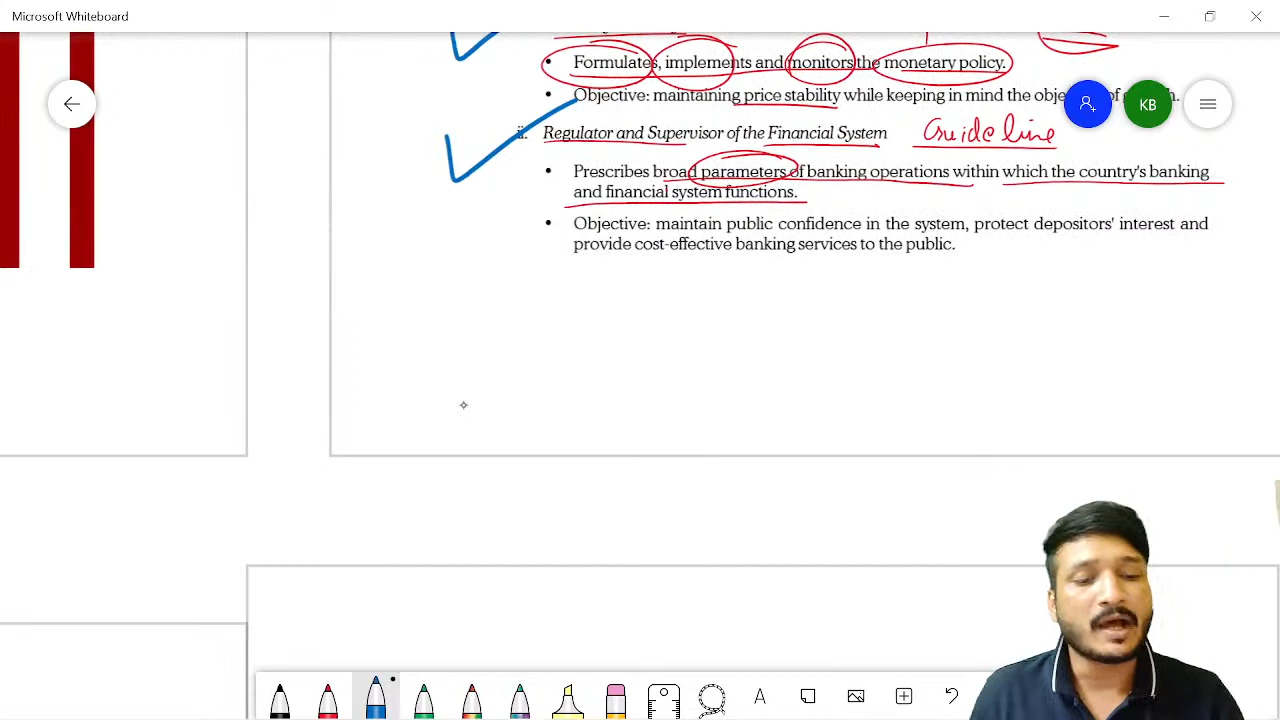 Microsoft Whiteboard
• Formulates, implements and monitors the monetary policy.
• Objective: maintaining price stability while keeping in mind the
KB
ii. Regulator and Supervisor of the Financial System Guideline
• Prescribes broad parameters of banking operations within which the country's banking
and financial system functions.
• Objective: maintain public confidence in the system, protect depositors' interest and
provide cost-effective banking services to the public.
A